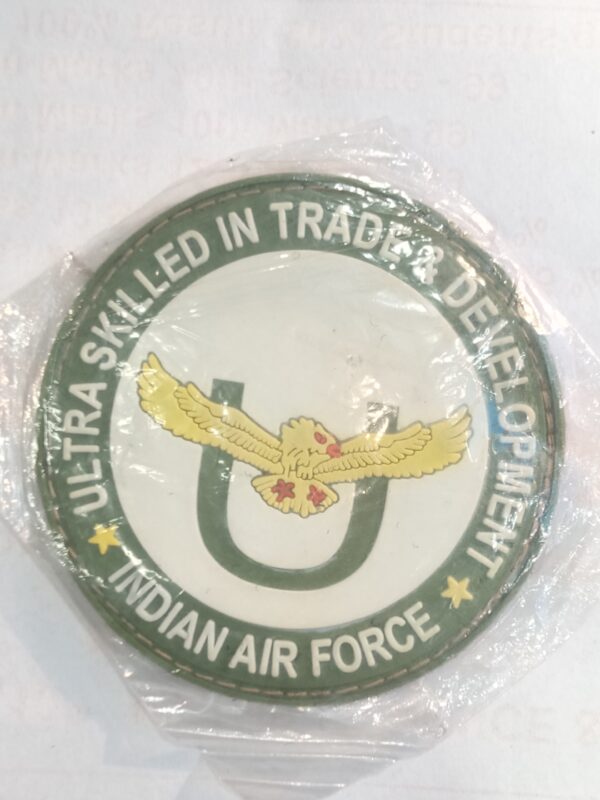 ULTRA SKILLED IN TRADE & DEVELOPMENT
U
INDIAN AIR FORCE